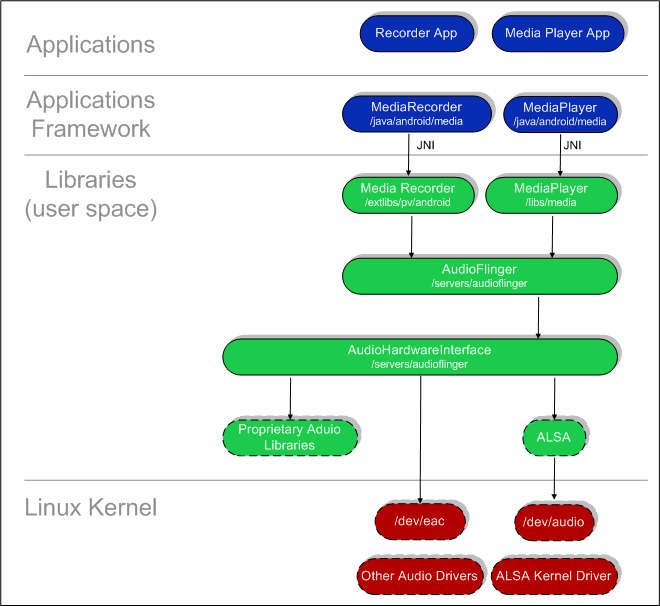 Applications
Recorder App
Media Player App
Applications
Framework
MediaRecorder
/java/android/media
MediaPlayer
/java/android/media
JNI
JNI
Libraries
(user space)
Media Recorder
/extlibs/pv/android
MediaPlayer
/libs/media
AudioFlinger
/servers/audioflinger
AudioHardwareInterface
/servers/audioflinger
Proprietary Aduio
Libraries
ALSA
Linux Kernel
/dev/eac
/dev/audio
Other Audio Drivers
ALSA Kernel Driver